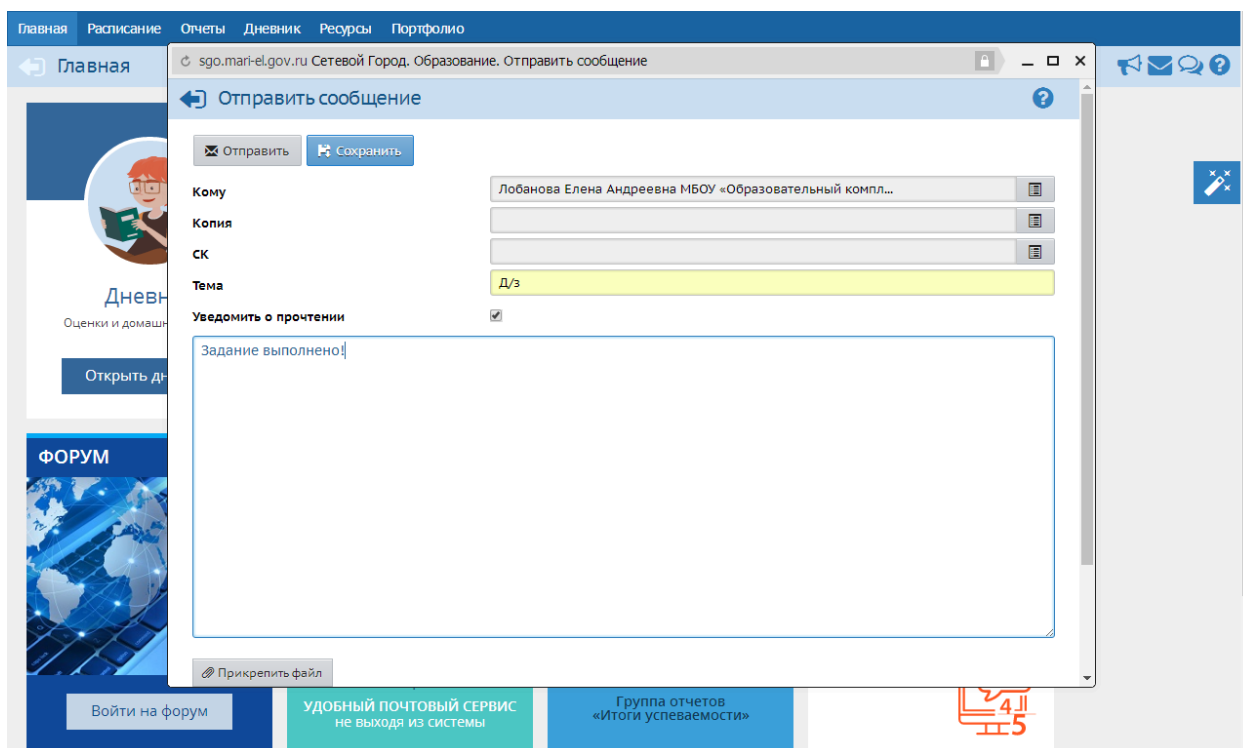 Главная Расписание Отчеты Дневник Ресурсы Портфолио
Главная
sgo.mari-el.gov.ru Сетевой Город. Образование. Отправить сообщение
Отправить сообщение
Отправить Сохранить
Кому Лобанова Елена Андреевна МБОУ «Образовательный компл...
Копия
СК
Тема Д/з
Уведомить о прочтении
Задание выполнено!
Прикрепить файл
Оценки и
Открыть
ФОРУМ
Войти на форум
УДОБНЫЙ ПОЧТОВЫЙ СЕРВИС
не выходя из системы
Группа отчетов
«Итоги успеваемости»
4
5